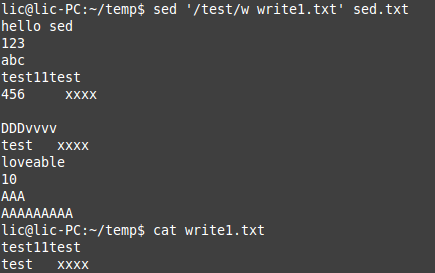 lic@lic-PC:~/temp$ sed '/test/w write1.txt' sed.txt
hello sed
123
abc
test11test
456     xxxx

DDDvvvv
test   xxxx
loveable
10
AAA
AAAAAAAAA
lic@lic-PC:~/temp$ cat write1.txt
test11test
test   xxxx